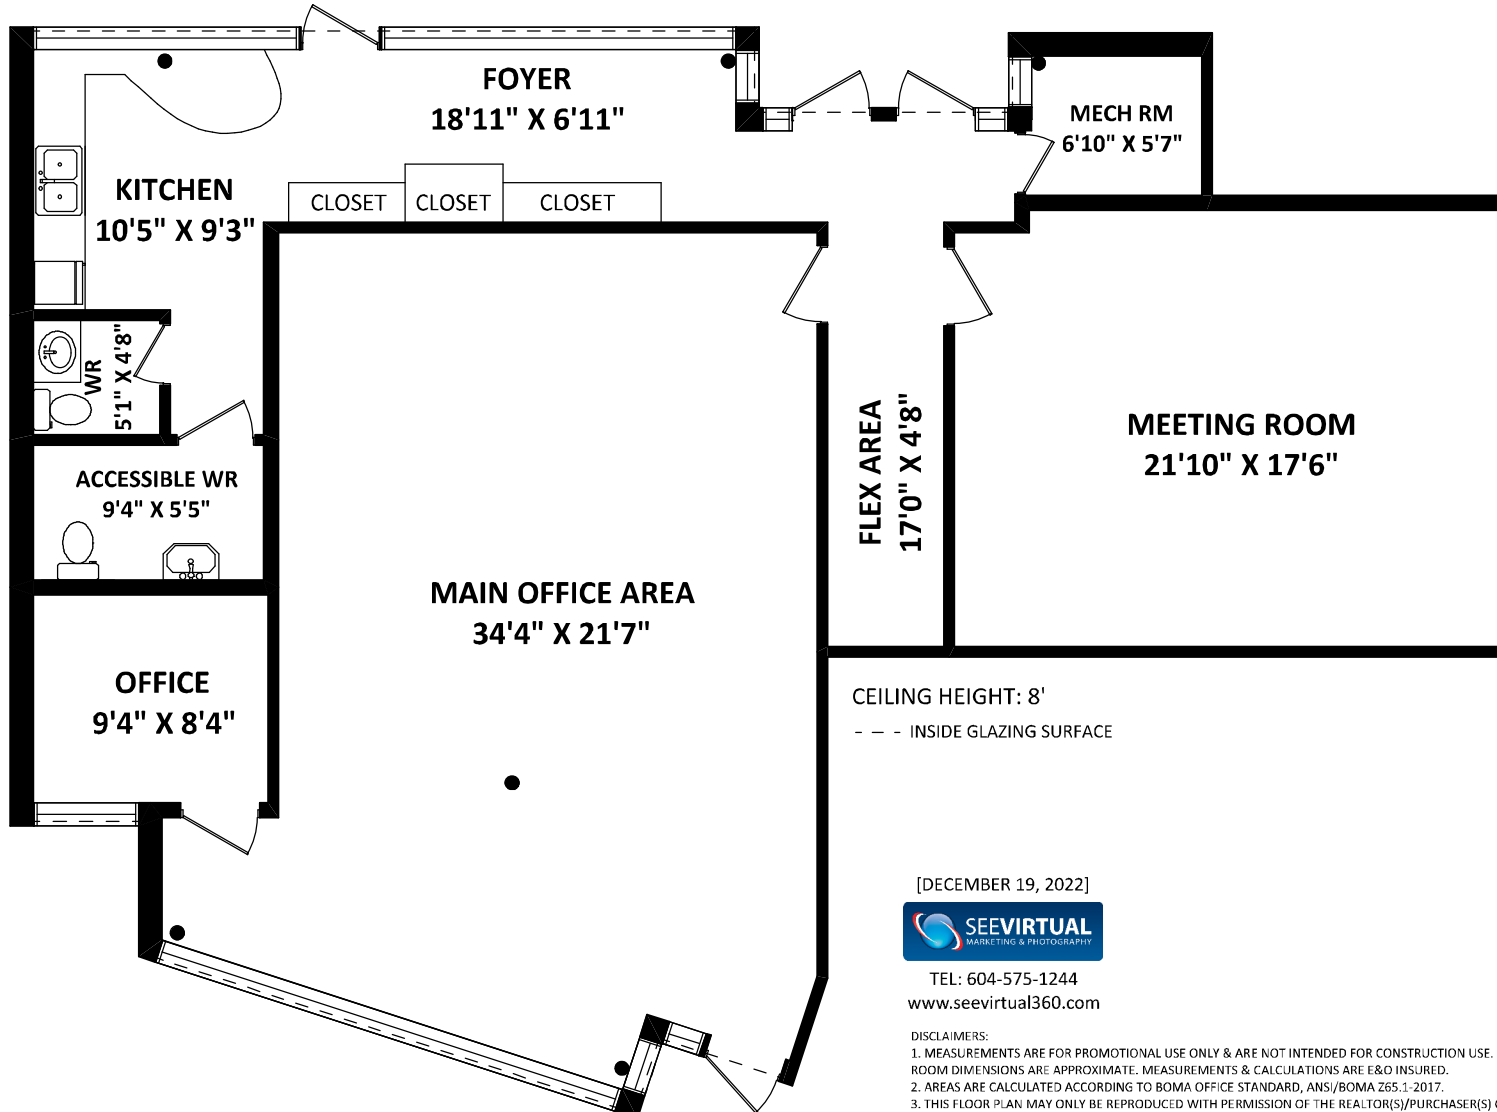 FOYER
18'11" X 6'11"
MECH RM
6'10" X 5'7"
KITCHEN
10'5" X 9'3"
CLOSET
CLOSET
CLOSET
WR
5'1" X 4'8"
ACCESSIBLE WR
9'4" X 5'5"
FLEX AREA
17'0" X 4'8"
MEETING ROOM
21'10" X 17'6"
MAIN OFFICE AREA
34'4" X 21'7"
OFFICE
9'4" X 8'4"
CEILING HEIGHT: 8'
- - - INSIDE GLAZING SURFACE
[DECEMBER 19, 2022]
SEEVIRTUAL
MARKETING & PHOTOGRAPHY
TEL: 604-575-1244
www.seevirtual360.com
DISCLAIMERS:
1. MEASUREMENTS ARE FOR PROMOTIONAL USE ONLY & ARE NOT INTENDED FOR CONSTRUCTION USE.
ROOM DIMENSIONS ARE APPROXIMATE. MEASUREMENTS & CALCULATIONS ARE E&O INSURED.
2. AREAS ARE CALCULATED ACCORDING TO BOMA OFFICE STANDARD, ANSI/BOMA Z65.1-2017.
3. THIS FLOOR PLAN MAY ONLY BE REPRODUCED WITH PERMISSION OF THE REALTOR(S)/PURCHASER(S)